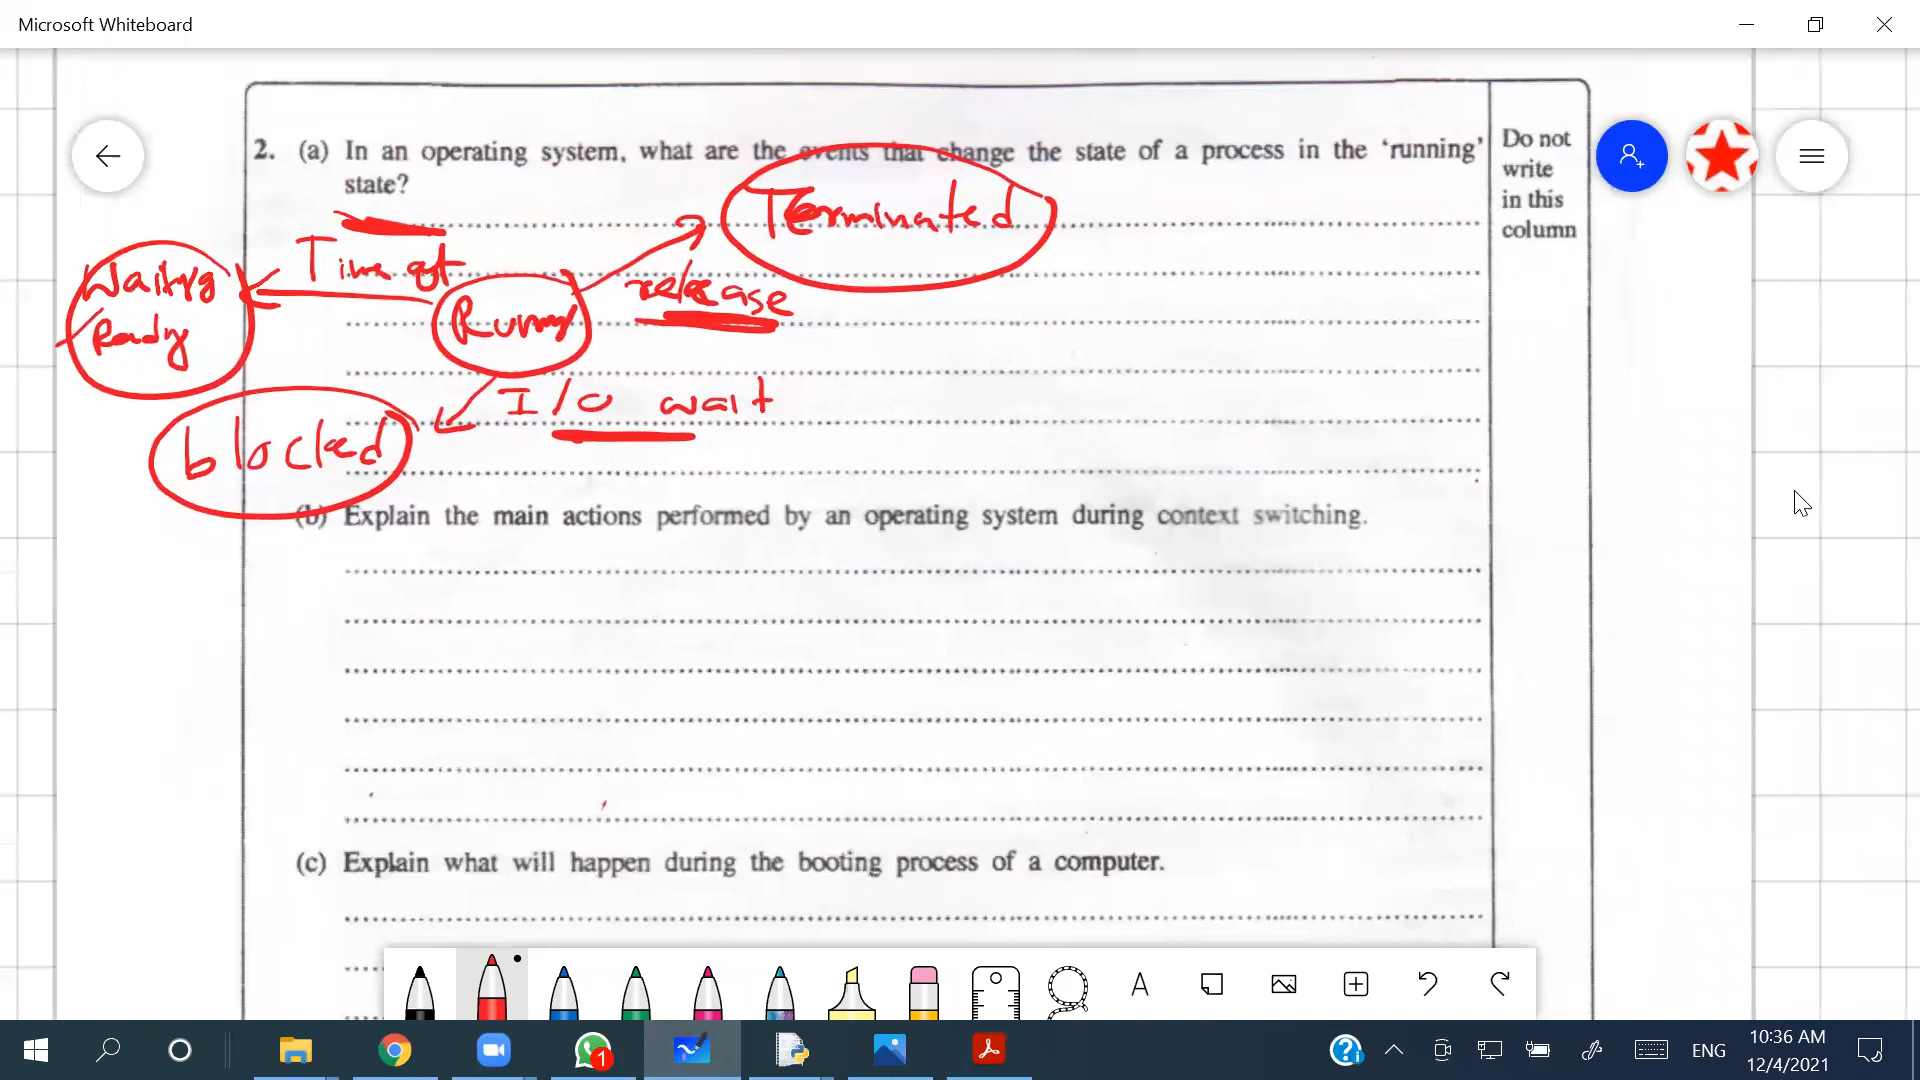 Microsoft Whiteboard
2. (a) In an operating system, what are the events that change the state of a process in the ‘running’
state?
Do not
write
in this
column
Terminated
Time out
Waiting
Ready
Running
release
I/O wait
blocked
(b) Explain the main actions performed by an operating system during context switching.
(c) Explain what will happen during the booting process of a computer.
A
1
ENG
10:36 AM
12/4/2021